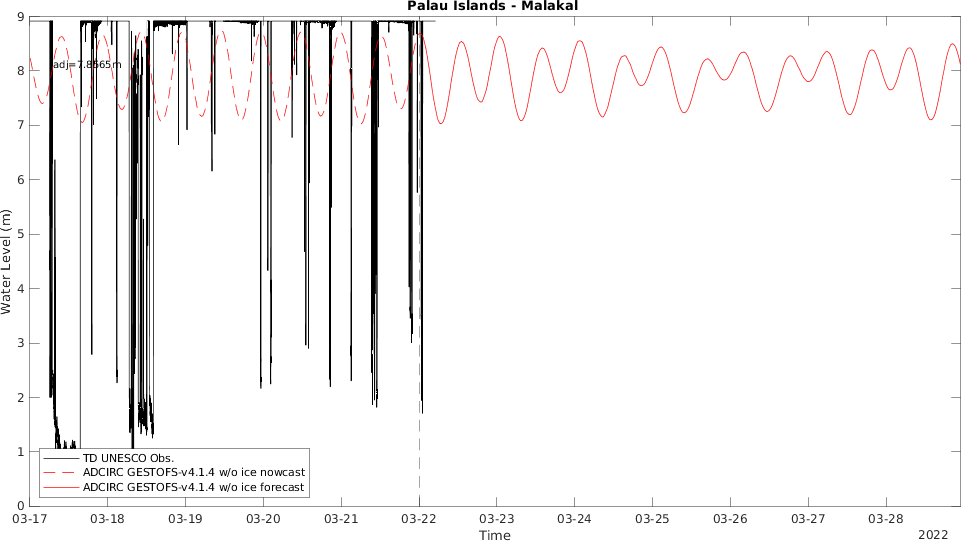 Palau Islands - Malakal
9
8
7
6
5
4
3
2
1
0
Water Level (m)
adj=7.8665m
TD UNESCO Obs.
ADCIRC GESTOFS-v4.1.4 w/o ice nowcast
ADCIRC GESTOFS-v4.1.4 w/o ice forecast
03-17 03-18 03-19 03-20 03-21 03-22 03-23 03-24 03-25 03-26 03-27 03-28
Time
2022